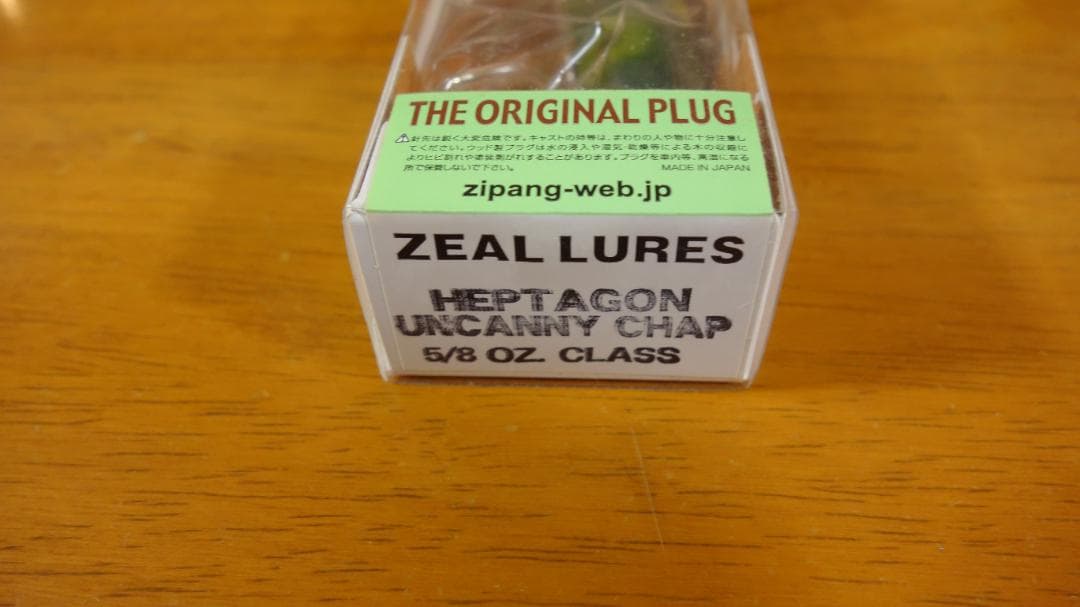 THE ORIGINAL PLUG
⚠針先は鋭く大変危険です。キャストの時等は、まわりの人や物に十分注意し
てください。ウッド製プラグは水の浸入や湿気・乾燥等による木の収縮に
よりヒビ割れや塗装剥がれすることがあります。プラグを車内等、高温になる
所で保管しないで下さい。 MADE IN JAPAN
zipang-web.jp
ZEAL LURES
HEPTAGON
UNCANNY CHAP
5/8 OZ. CLASS